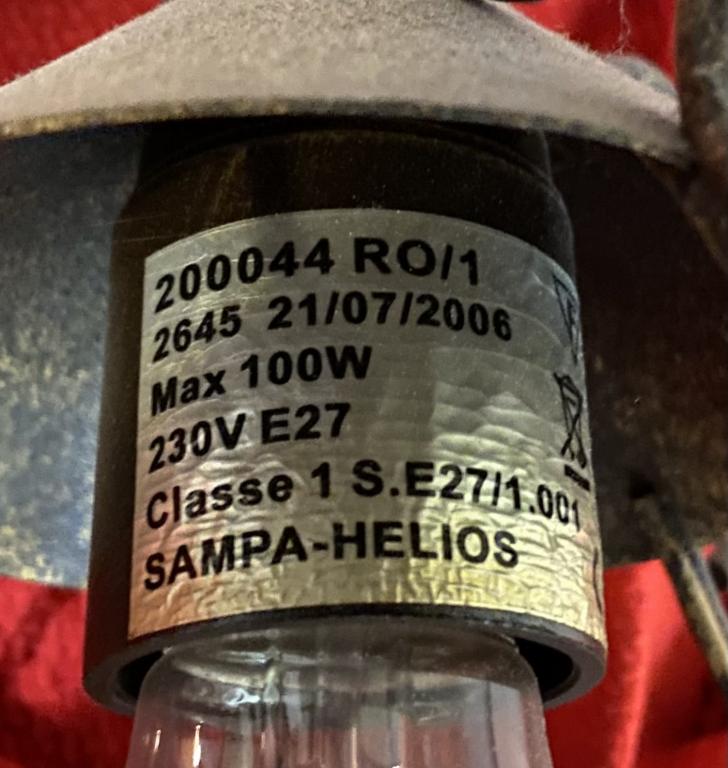 200044 RO/1
2645 21/07/2006
Max 100W
230V E27
Classe 1 S.E27/1.001
SAMPA-HELIOS